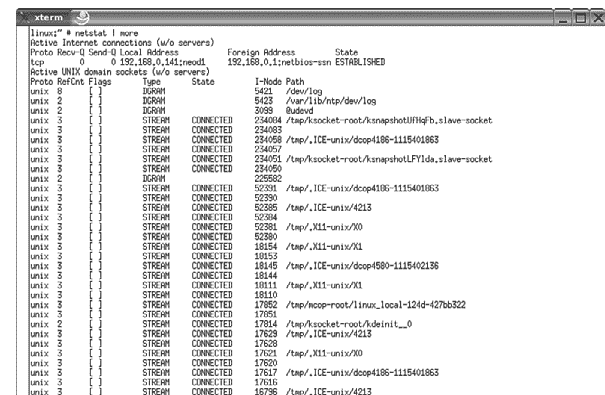 xterm
linux:~ # netstat | more
Active Internet connections (w/o servers)
Proto Recv-Q Send-Q Local Address Foreign Address State
tcp 0 0 192.168.0.141:neod1 192.168.0.1:netbios-ssn ESTABLISHED
Active UNIX domain sockets (w/o servers)
Proto RefCnt Flags Type State I-Node Path
unix 8 [ ] DGRAM 5421 /dev/log
unix 2 [ ] DGRAM 5423 /var/lib/ntp/dev/log
unix 2 [ ] DGRAM 3099 @udevd
unix 3 [ ] STREAM CONNECTED 234084 /tmp/ksocket-root/ksnapshotUfHqFb.slave-socket
unix 3 [ ] STREAM CONNECTED 234083
unix 3 [ ] STREAM CONNECTED 234058 /tmp/.ICE-unix/dcop4186-1115401863
unix 3 [ ] STREAM CONNECTED 234057
unix 3 [ ] STREAM CONNECTED 234051 /tmp/ksocket-root/ksnapshotLFYIda.slave-socket
unix 3 [ ] STREAM CONNECTED 234050
unix 2 [ ] DGRAM 225582
unix 3 [ ] STREAM CONNECTED 52391 /tmp/.ICE-unix/dcop4186-1115401863
unix 3 [ ] STREAM CONNECTED 52390
unix 3 [ ] STREAM CONNECTED 52385 /tmp/.ICE-unix/4213
unix 3 [ ] STREAM CONNECTED 52384
unix 3 [ ] STREAM CONNECTED 52381 /tmp/.X11-unix/X0
unix 3 [ ] STREAM CONNECTED 52380
unix 3 [ ] STREAM CONNECTED 18154 /tmp/.X11-unix/X1
unix 3 [ ] STREAM CONNECTED 18153
unix 3 [ ] STREAM CONNECTED 18145 /tmp/.ICE-unix/dcop4580-1115402136
unix 3 [ ] STREAM CONNECTED 18144
unix 3 [ ] STREAM CONNECTED 18111 /tmp/.X11-unix/X1
unix 3 [ ] STREAM CONNECTED 18110
unix 3 [ ] STREAM CONNECTED 17852 /tmp/mcop-root/linux_local-124d-427bb322
unix 3 [ ] STREAM CONNECTED 17851
unix 2 [ ] STREAM CONNECTED 17814 /tmp/ksocket-root/kdeinit__0
unix 3 [ ] STREAM CONNECTED 17629 /tmp/.ICE-unix/4213
unix 3 [ ] STREAM CONNECTED 17628
unix 3 [ ] STREAM CONNECTED 17621 /tmp/.X11-unix/X0
unix 3 [ ] STREAM CONNECTED 17620
unix 3 [ ] STREAM CONNECTED 17617 /tmp/.ICE-unix/dcop4186-1115401863
unix 3 [ ] STREAM CONNECTED 17616
unix 3 [ ] STREAM CONNECTED 16796 /tmp/.ICE-unix/4213